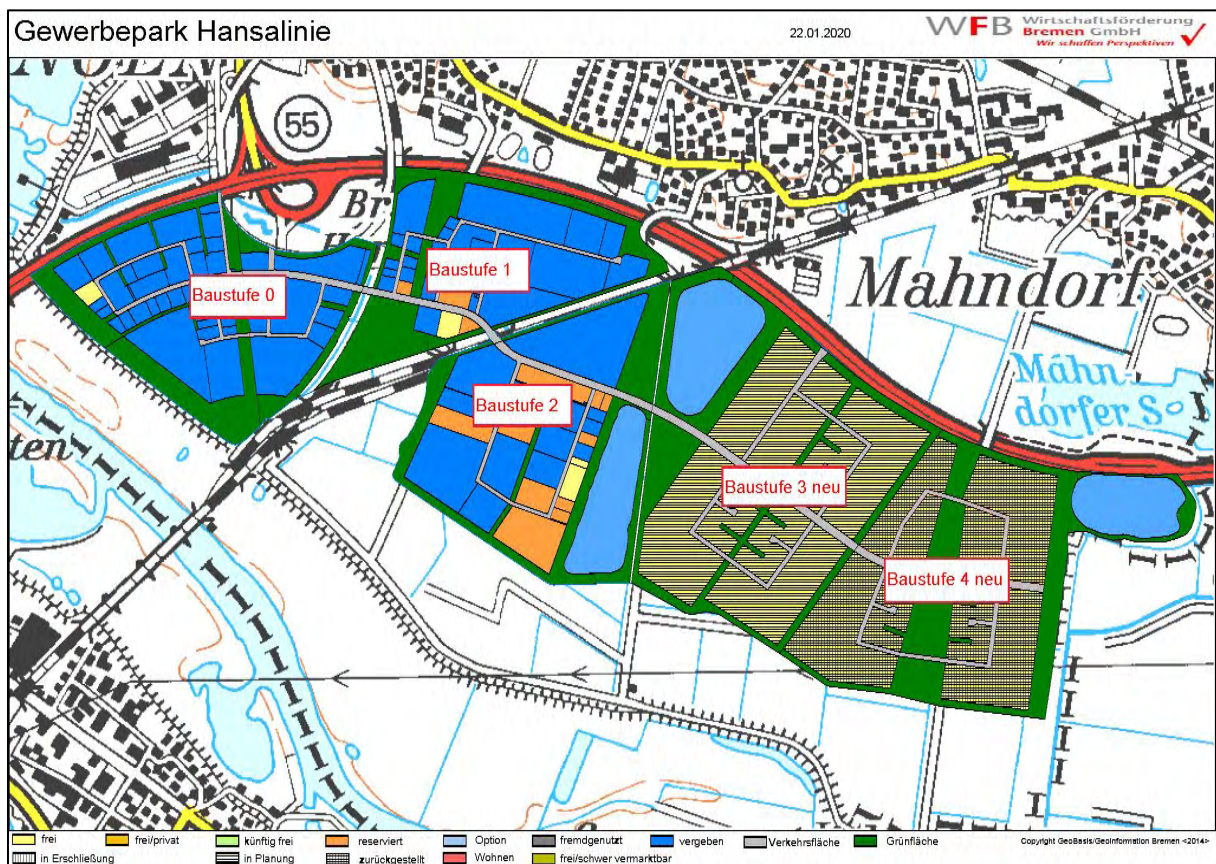 Gewerbepark Hansalinie
22.01.2020
WFB Wirtschaftsförderung
Bremen GmbH
Wir schaffen Perspektiven
55
Br
Mahndorf
Mahn-
dorfer S
ten
Baustufe 0
Baustufe 1
Baustufe 2
Baustufe 3 neu
Baustufe 4 neu
frei
frei/privat
künftig frei
reserviert
Option
fremdgenutzt
vergeben
Verkehrsfläche
Grünfläche
Copyright GeoBasis/GeoInformation Bremen <2014>
in Erschließung
in Planung
zurückgestellt
Wohnen
frei/schwer vermarktbar